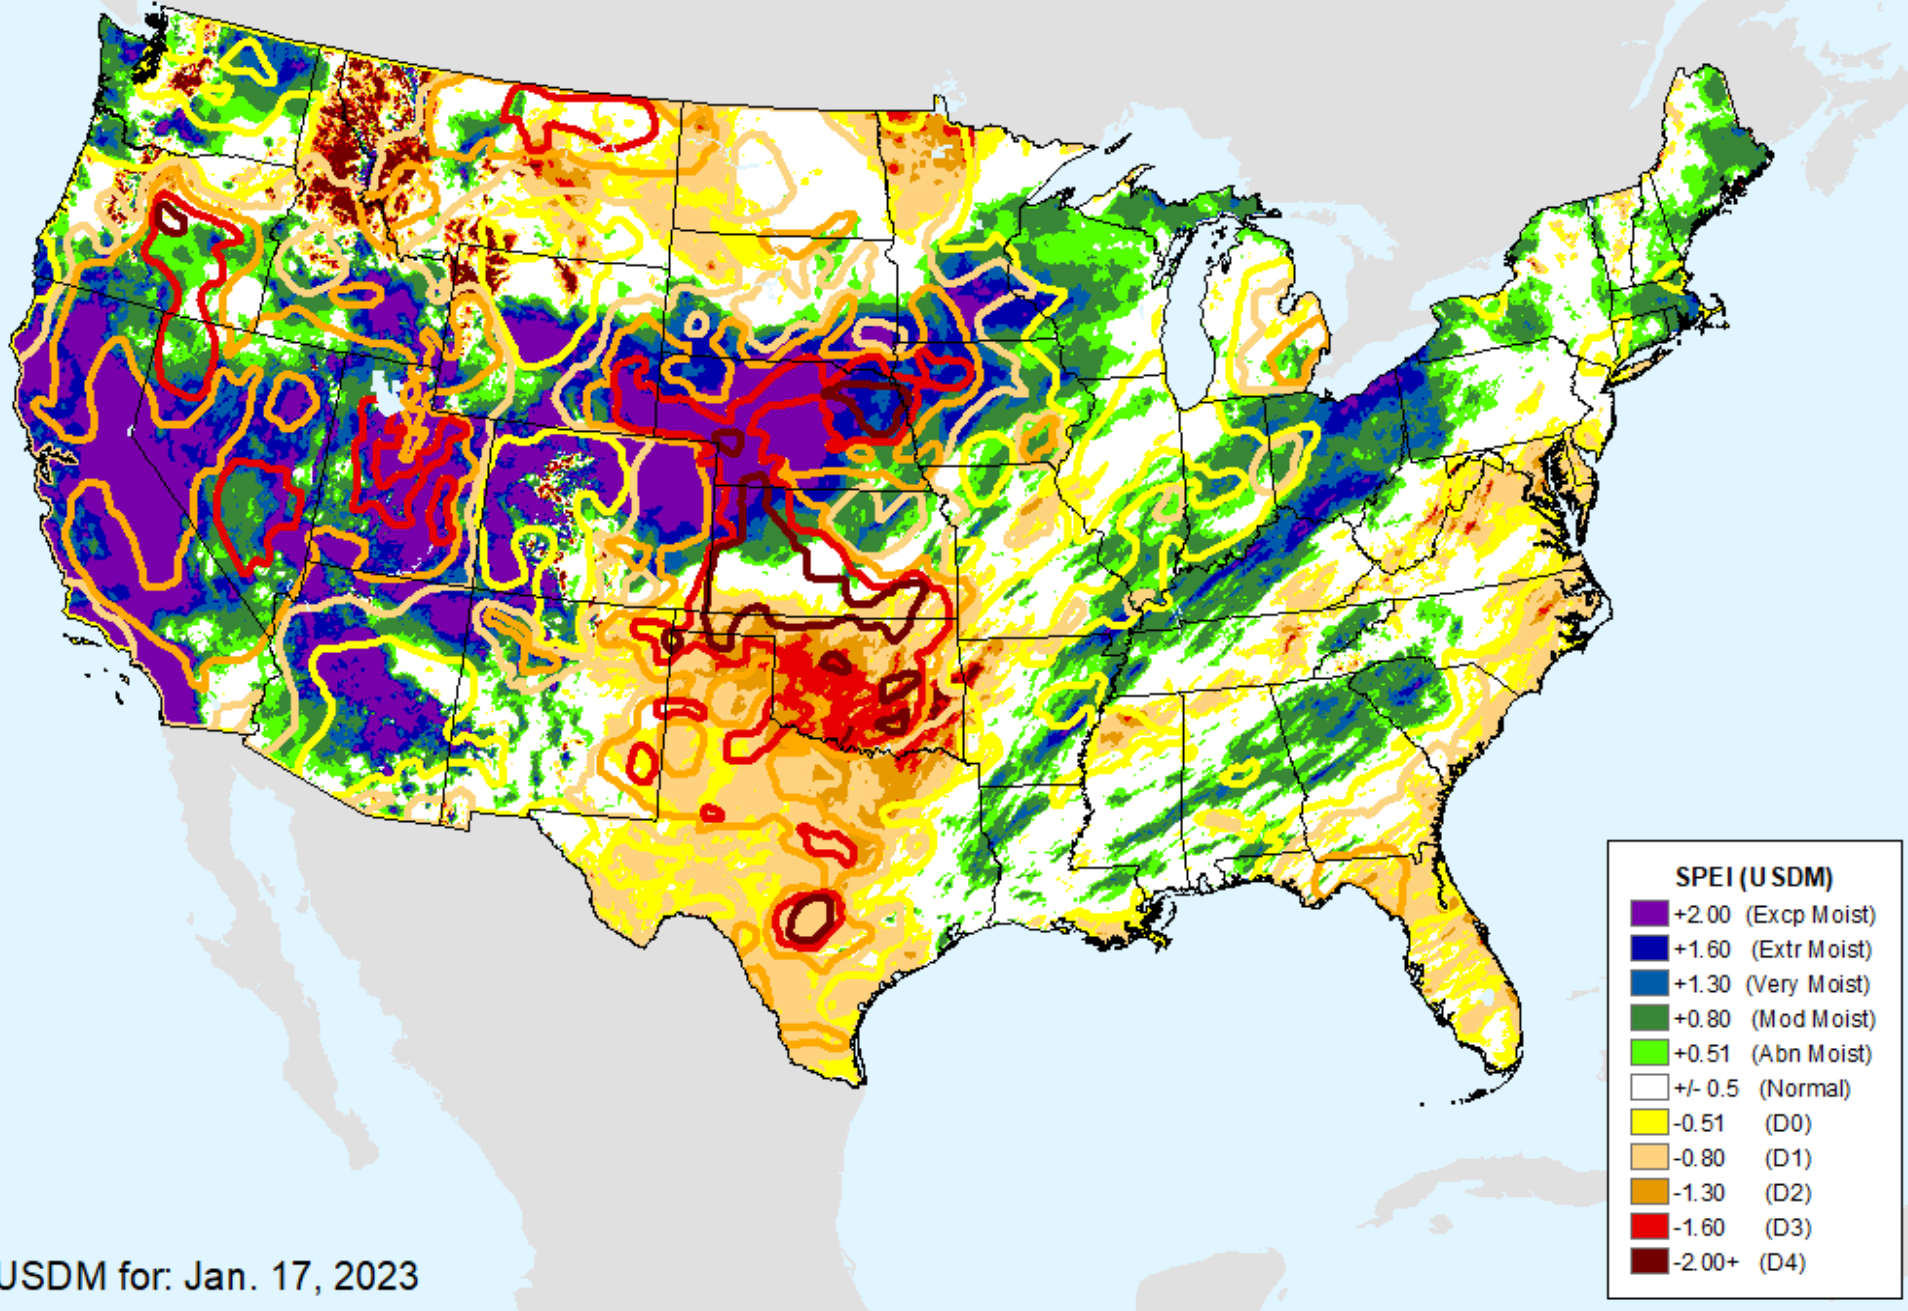 SPEI (USDM)
+2.00 (Excp Moist)
+1.60 (Extr Moist)
+1.30 (Very Moist)
+0.80 (Mod Moist)
+0.51 (Abn Moist)
+/- 0.5 (Normal)
-0.51 (D0)
-0.80 (D1)
-1.30 (D2)
-1.60 (D3)
-2.00+ (D4)
USDM for: Jan. 17, 2023